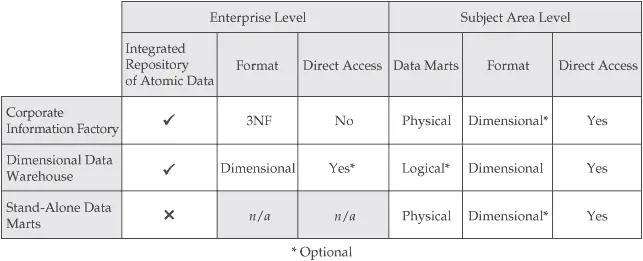 Enterprise Level Subject Area Level
Integrated
Repository
of Atomic Data Format Direct Access Data Marts Format Direct Access
Corporate
Information Factory ✓ 3NF No Physical Dimensional* Yes
Dimensional Data
Warehouse ✓ Dimensional Yes* Logical* Dimensional Yes
Stand-Alone Data
Marts ✗ n/a n/a Physical Dimensional* Yes
* Optional